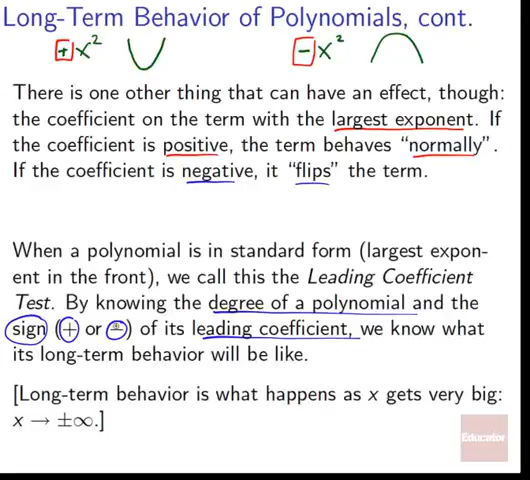 Long-Term Behavior of Polynomials, cont.
+x² −x²
There is one other thing that can have an effect, though:
the coefficient on the term with the largest exponent. If
the coefficient is positive, the term behaves “normally”.
If the coefficient is negative, it “flips” the term.
When a polynomial is in standard form (largest expon-
ent in the front), we call this the Leading Coefficient
Test. By knowing the degree of a polynomial and the
sign (+ or −) of its leading coefficient, we know what
its long-term behavior will be like.
[Long-term behavior is what happens as x gets very big:
x → ±∞.]
Educator